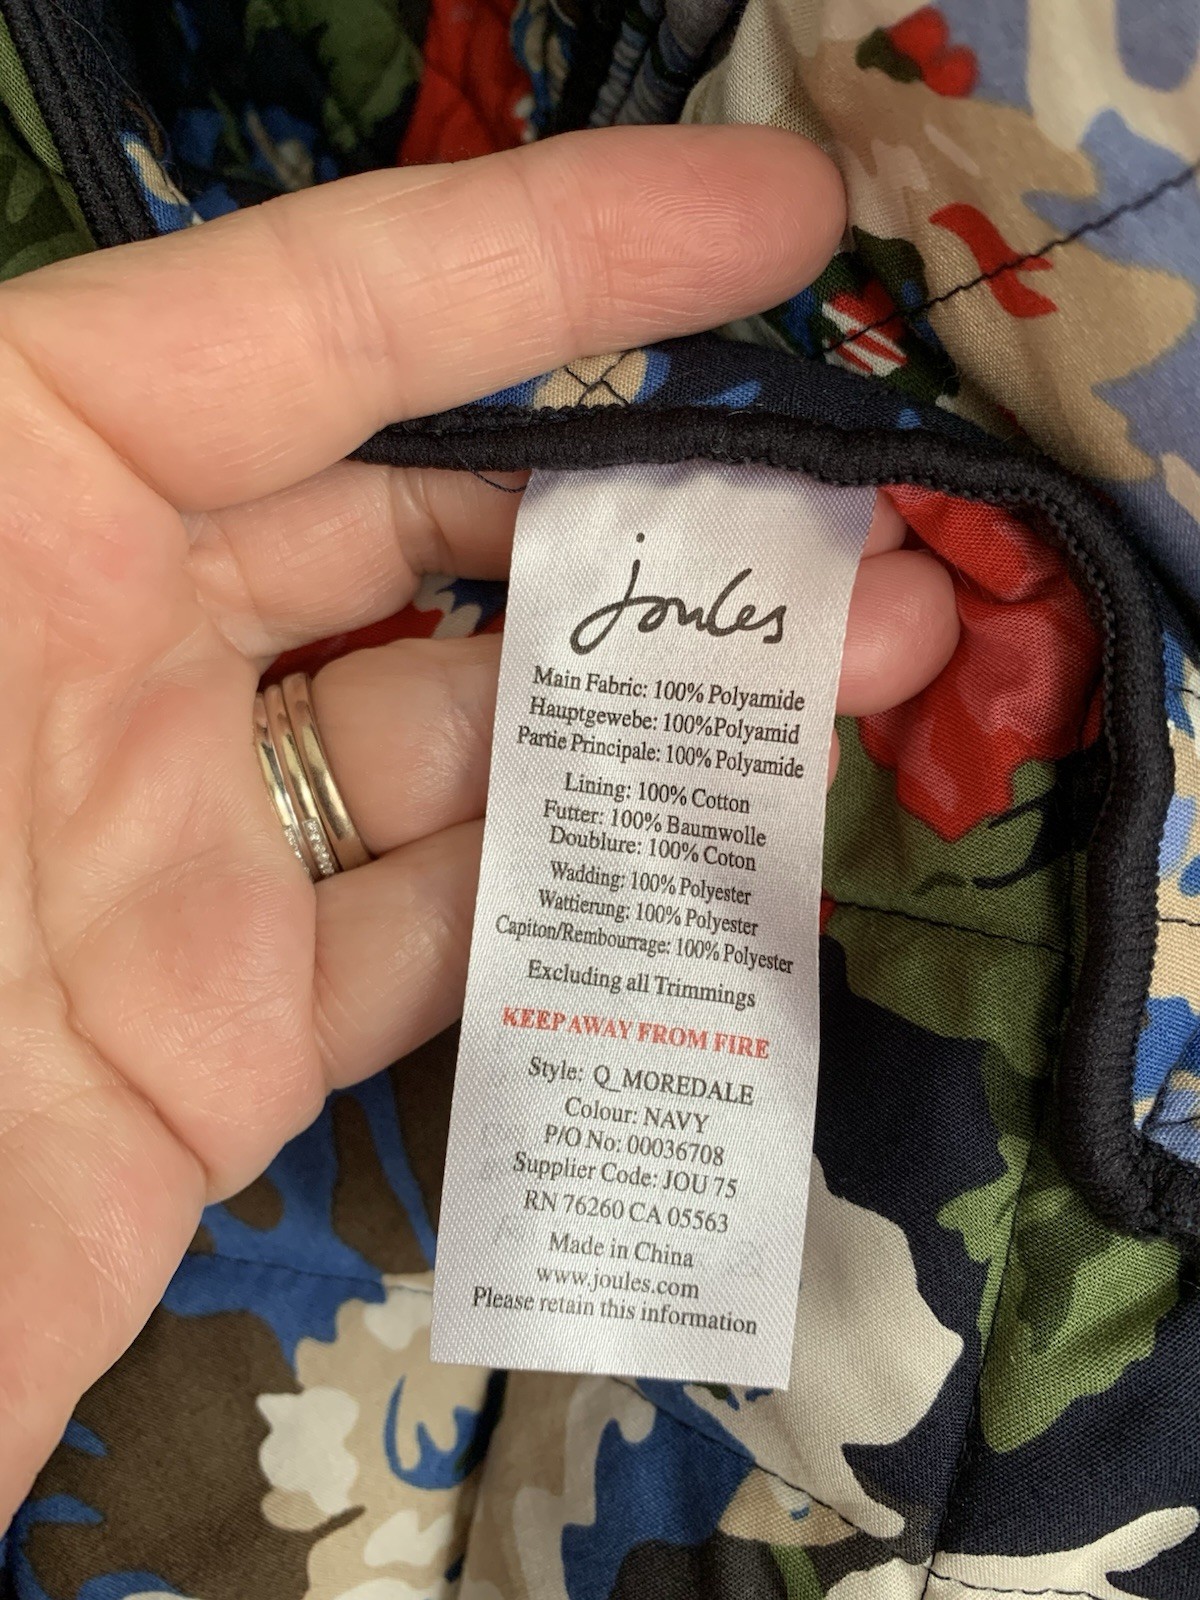 joules
Main Fabric: 100% Polyamide
Hauptgewebe: 100%Polyamid
Partie Principale: 100% Polyamide
Lining: 100% Cotton
Futter: 100% Baumwolle
Doublure: 100% Coton
Wadding: 100% Polyester
Wattierung: 100% Polyester
Capiton/Rembourrage: 100% Polyester
Excluding all Trimmings
KEEP AWAY FROM FIRE
Style: Q_MOREDALE
Colour: NAVY
P/O No: 00036708
Supplier Code: JOU 75
RN 76260 CA 05563
Made in China
www.joules.com
Please retain this information